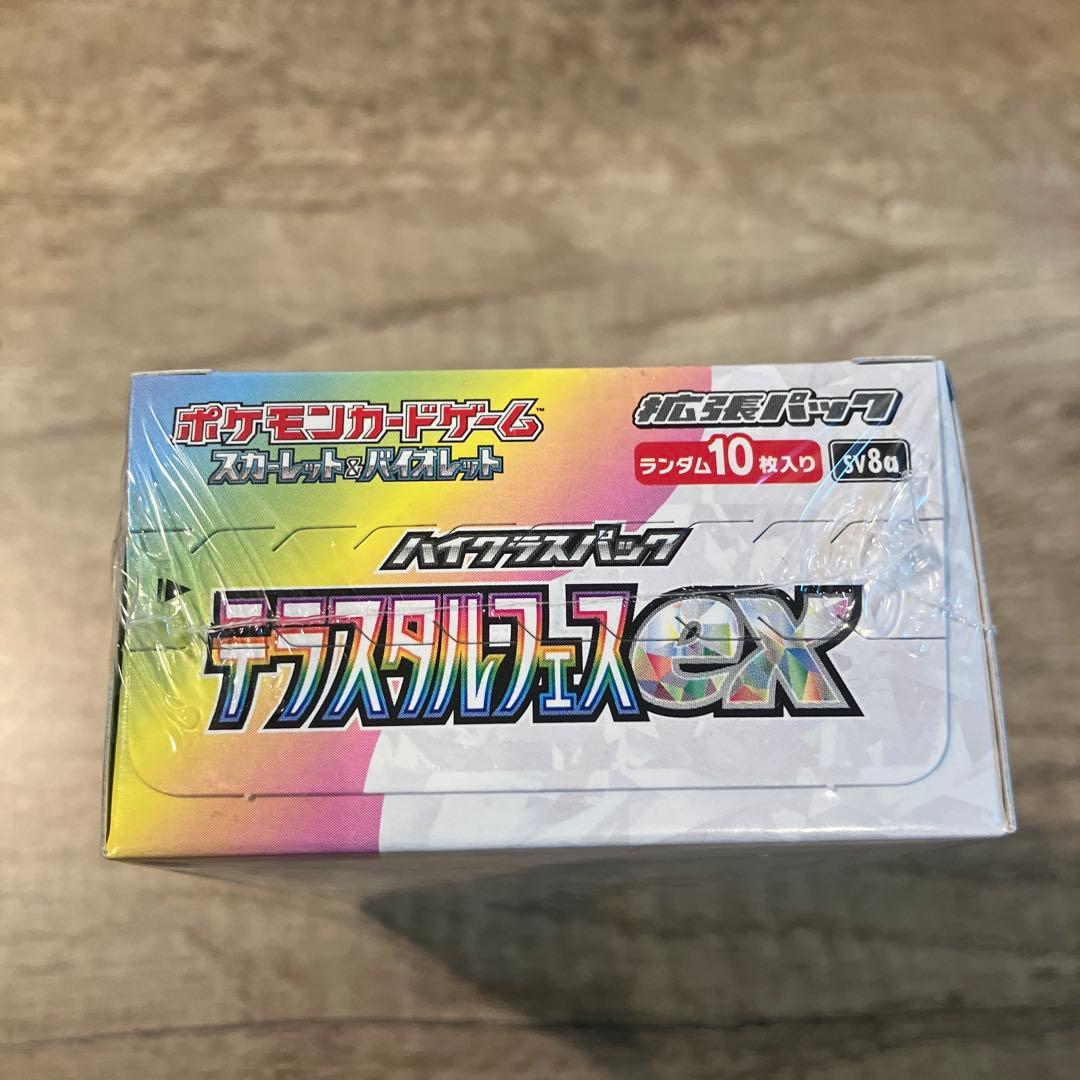 ポケモンカードゲーム™
スカーレット&バイオレット
拡張パック
ランダム10枚入り
SV8a
ハイクラスパック
テラスタルフェスex